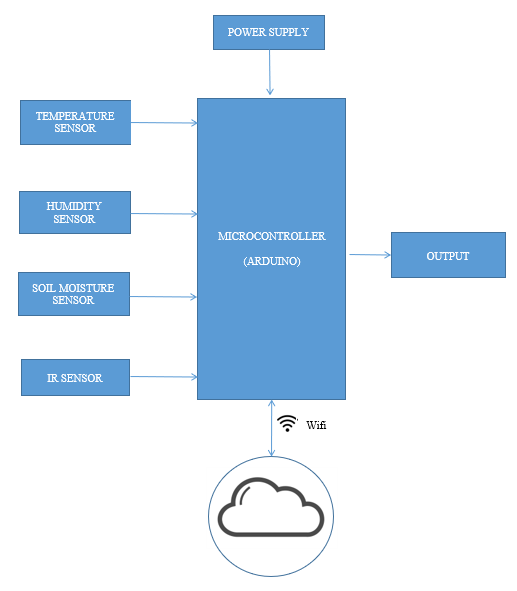 POWER SUPPLY
TEMPERATURE
SENSOR
HUMIDITY
SENSOR
SOIL MOISTURE
SENSOR
IR SENSOR
MICROCONTROLLER
(ARDUINO)
OUTPUT
Wifi